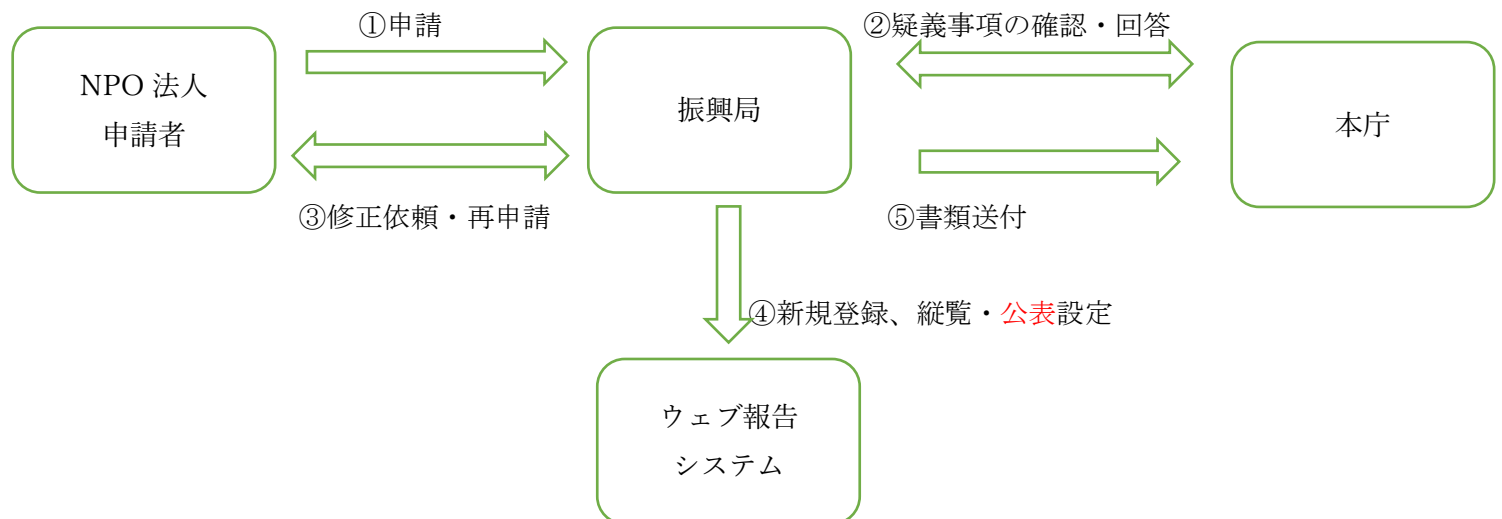 ①申請
②疑義事項の確認・回答
NPO 法人
申請者
振興局
本庁
③修正依頼・再申請
⑤書類送付
④新規登録、縦覧・公表設定
ウェブ報告
システム